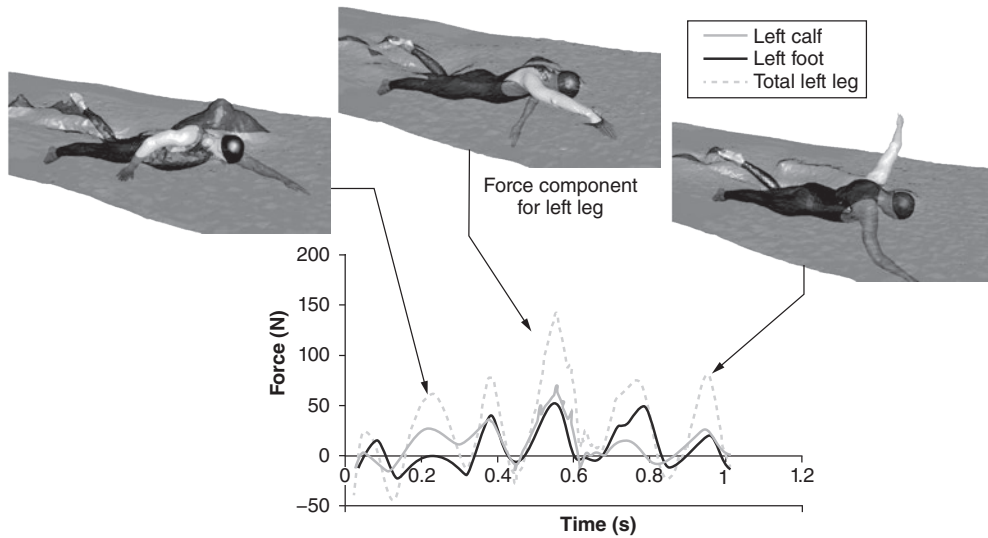 Left calf
Left foot
Total left leg
Force component
for left leg
200
150
100
50
0
−50
Force (N)
0
0.2
0.4
0.6
0.8
1
1.2
Time (s)